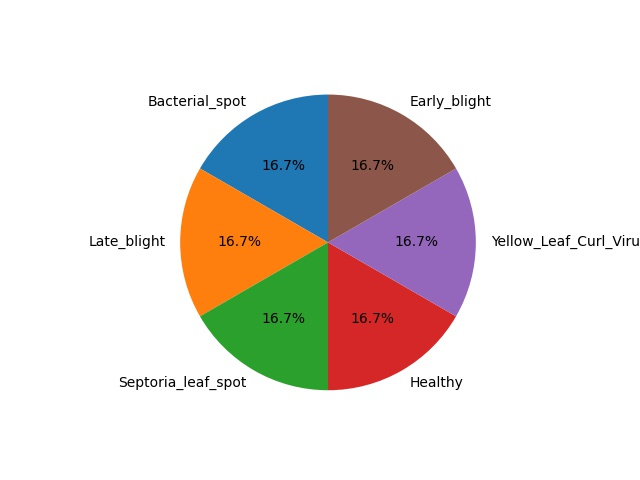 Bacterial_spot
Early_blight
16.7%
16.7%
Late_blight
16.7%
16.7%
Yellow_Leaf_Curl_Viru
16.7%
16.7%
Septoria_leaf_spot
Healthy